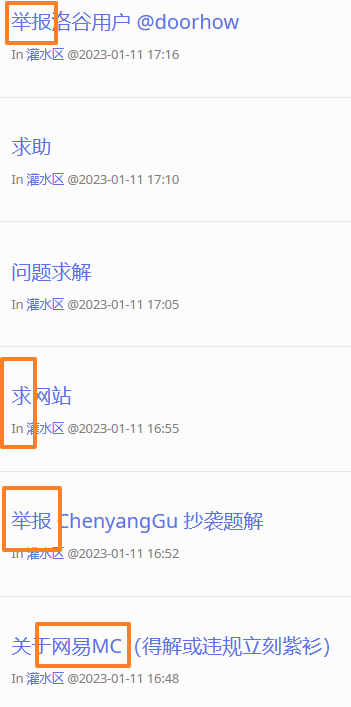 举报洛谷用户 @doorhow
In 灌水区 @2023-01-11 17:16
求助
In 灌水区 @2023-01-11 17:10
问题求解
In 灌水区 @2023-01-11 17:05
求网站
In 灌水区 @2023-01-11 16:55
举报 ChenyangGu 抄袭题解
In 灌水区 @2023-01-11 16:52
关于网易MC（得解或违规立刻紫衫）
In 灌水区 @2023-01-11 16:48